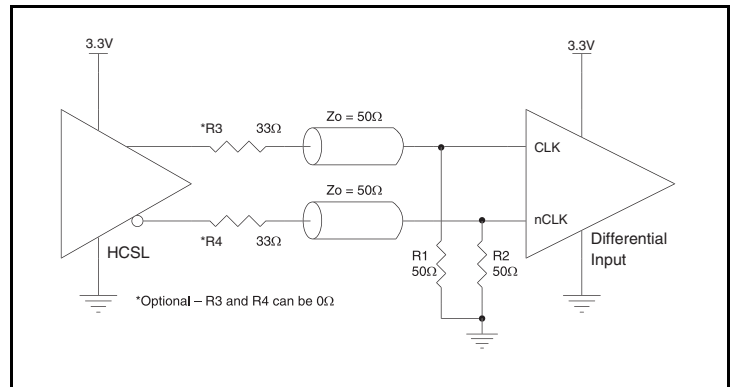 3.3V
3.3V
*R3 33Ω
Zo = 50Ω
CLK
Zo = 50Ω
nCLK
*R4 33Ω
HCSL
R1
50Ω
R2
50Ω
Differential
Input
*Optional – R3 and R4 can be 0Ω